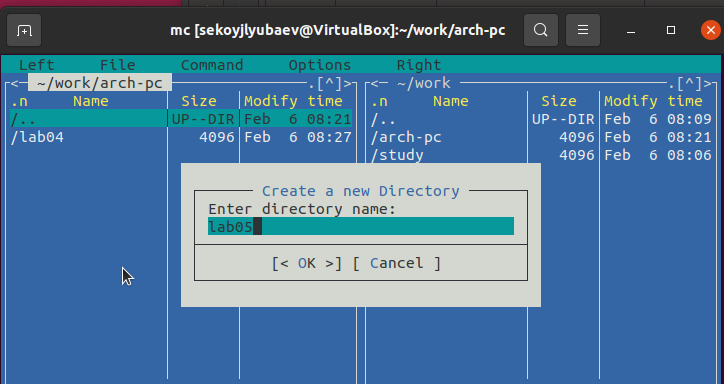 mc [sekoyjlyubaev@VirtualBox]:~/work/arch-pc
Left File Command Options Right
<─ ~/work/arch-pc ─.[^]>
.n Name Size Modify time
/.. UP--DIR Feb 6 08:21
/lab04 4096 Feb 6 08:27
<─ ~/work ─.[^]>
.n Name Size Modify time
/.. UP--DIR Feb 6 08:09
/arch-pc 4096 Feb 6 08:21
/study 4096 Feb 6 08:06
Create a new Directory
Enter directory name:
lab05
[< OK >] [ Cancel ]